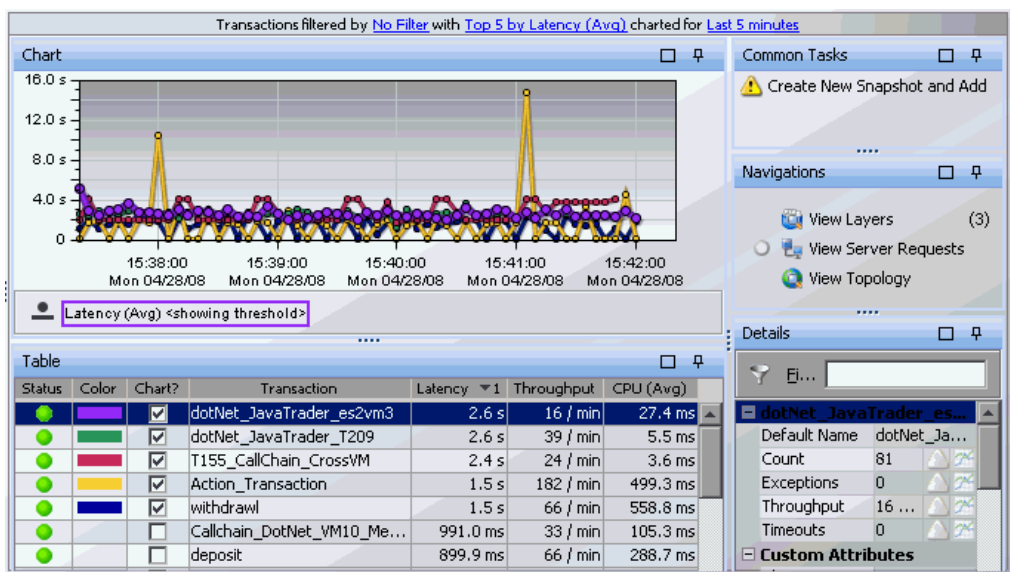 Transactions filtered by No Filter with Top 5 by Latency (Avg) charted for Last 5 minutes
Chart
16.0 s
12.0 s
8.0 s
4.0 s
0
15:38:00 15:39:00 15:40:00 15:41:00 15:42:00
Mon 04/28/08 Mon 04/28/08 Mon 04/28/08 Mon 04/28/08 Mon 04/28/08
Latency (Avg) <showing threshold>
Table
Status Color Chart? Transaction Latency 1 Throughput CPU (Avg)
dotNet_JavaTrader_es2vm3 2.6 s 16 / min 27.4 ms
dotNet_JavaTrader_T209 2.6 s 39 / min 5.5 ms
T155_CallChain_CrossVM 2.4 s 24 / min 3.6 ms
Action_Transaction 1.5 s 182 / min 499.3 ms
withdrawl 1.5 s 66 / min 558.8 ms
Callchain_DotNet_VM10_Me... 991.0 ms 33 / min 105.3 ms
deposit 899.9 ms 66 / min 288.7 ms
Common Tasks
Create New Snapshot and Add
Navigations
View Layers (3)
View Server Requests
View Topology
Details
Fi...
dotNet_JavaTrader_es...
Default Name dotNet_Ja...
Count 81
Exceptions 0
Throughput 16 ...
Timeouts 0
Custom Attributes